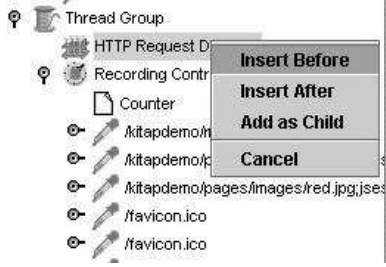 Thread Group
HTTP Request D
Insert Before
Recording Contr
Insert After
Counter
Add as Child
/kitapdemo/
/kitapdemo/p
Cancel
/kitapdemo/pages/images/red.jpg;jses
/favicon.ico
/favicon.ico